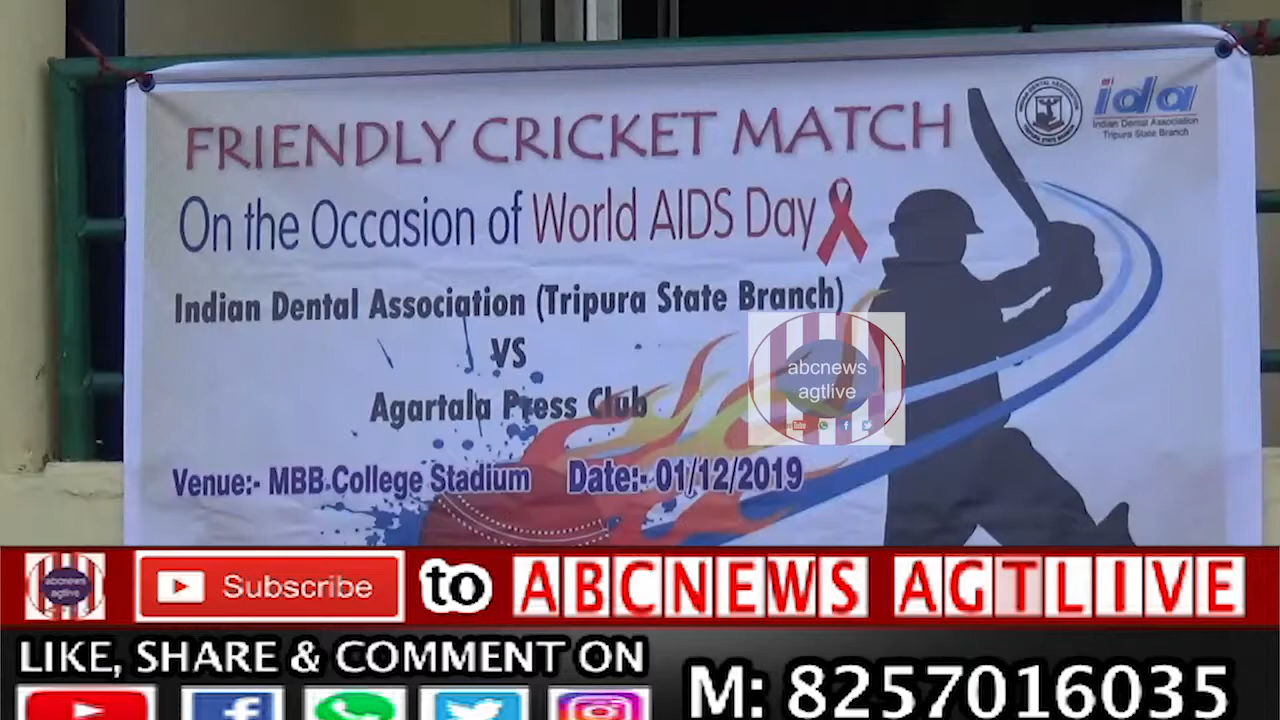 FRIENDLY CRICKET MATCH
ida
Indian Dental Association
Tripura State Branch
On the Occasion of World AIDS Day
Indian Dental Association (Tripura State Branch)
VS
Agartala Press Club
abcnews
agtlive
Venue:- MBB College Stadium Date:- 01/12/2019
abcnews
agtlive
Subscribe to ABCNEWS AGTLIVE
LIKE, SHARE & COMMENT ON
M: 8257016035